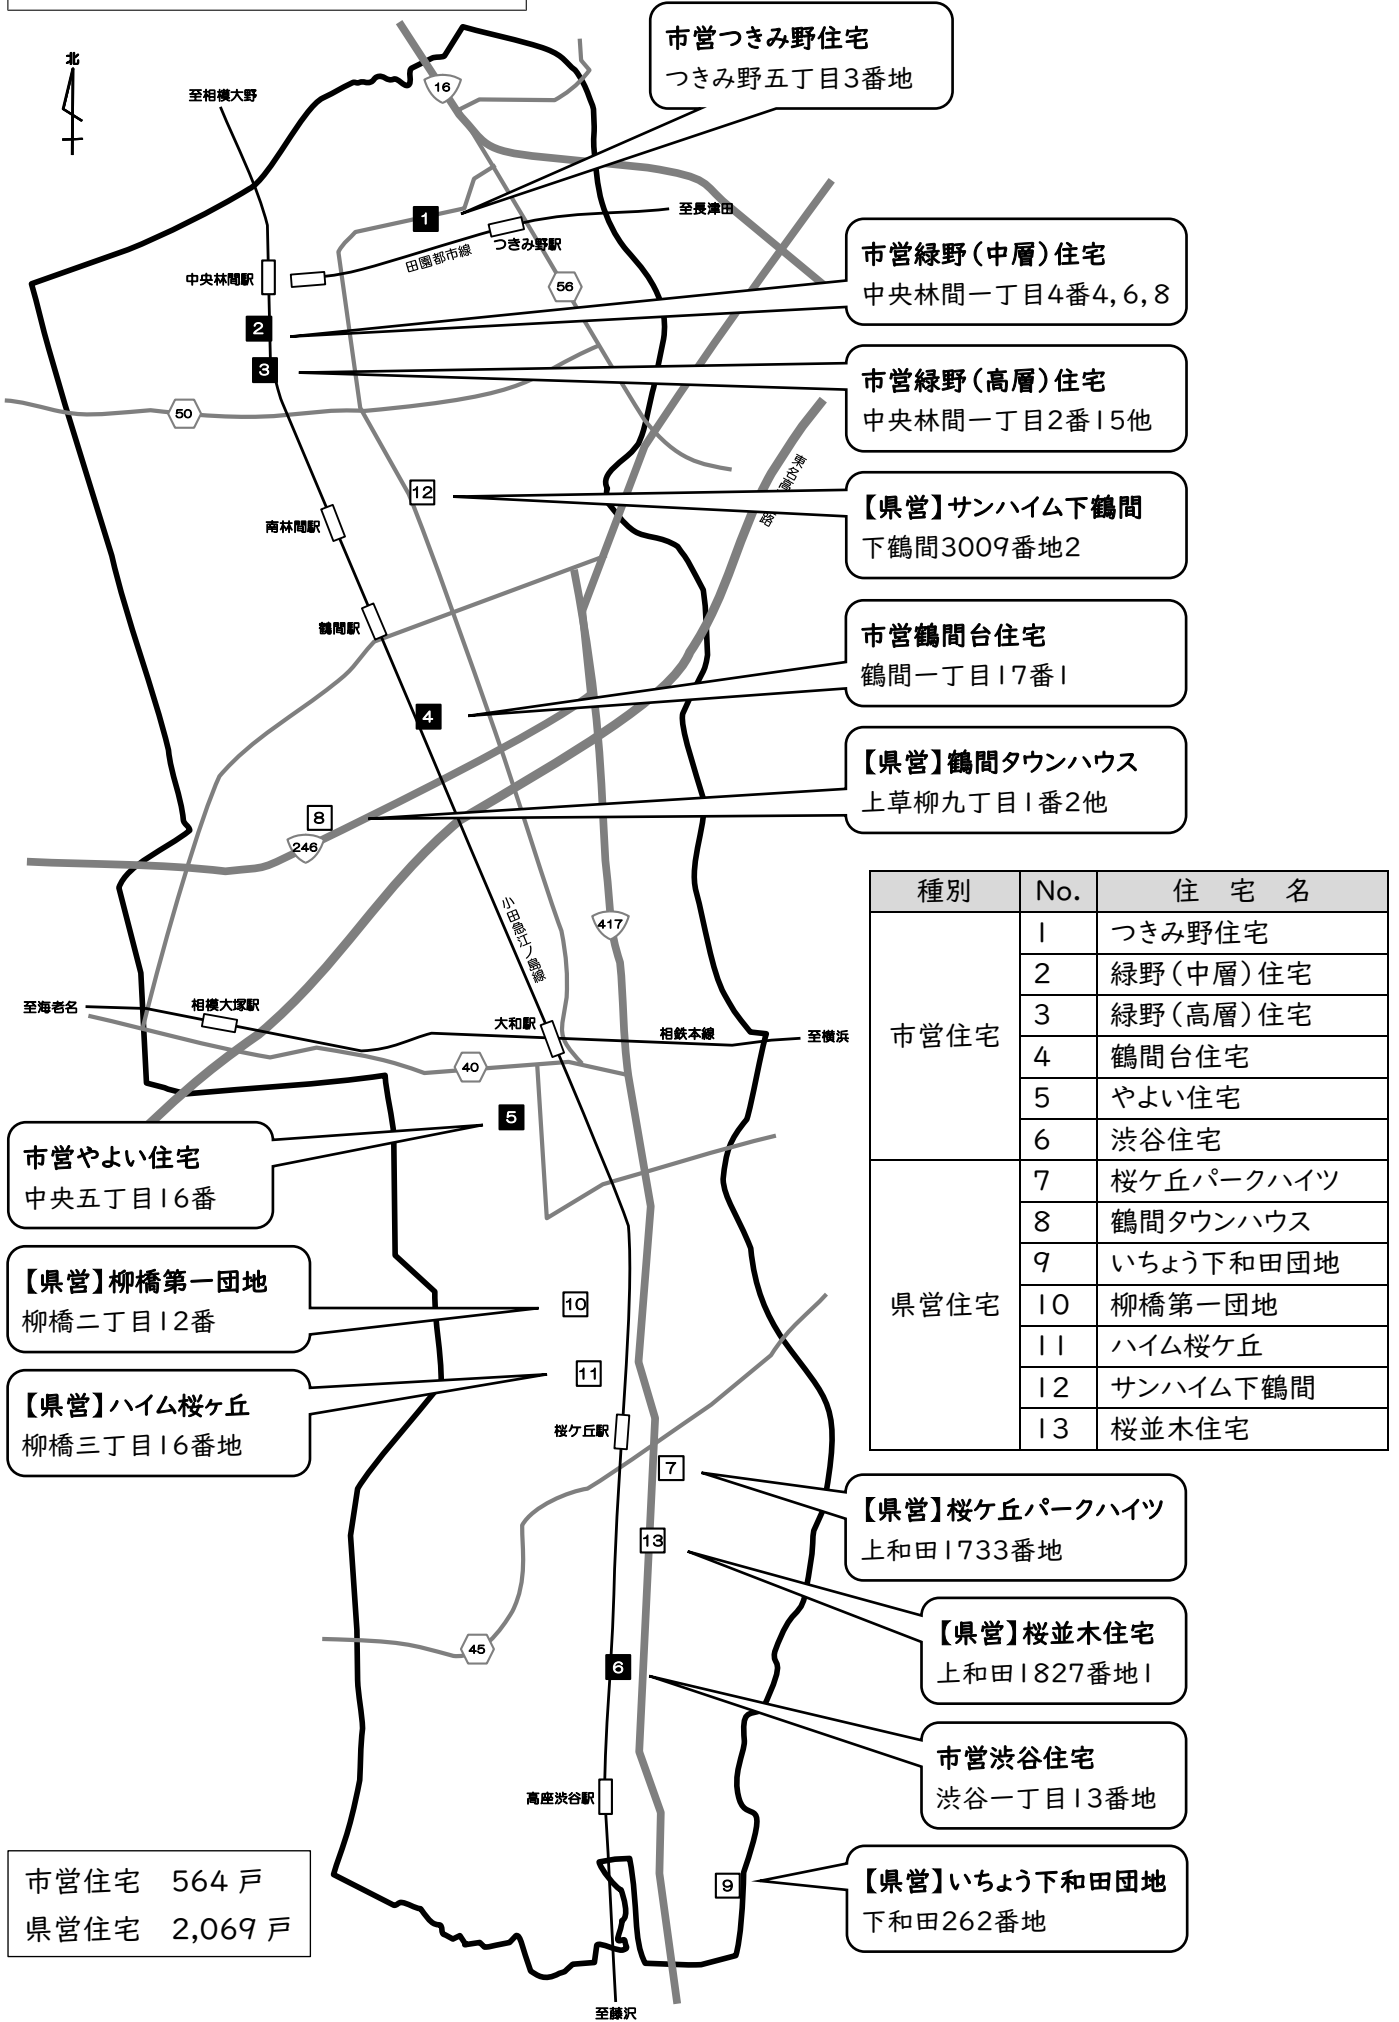 市営つきみ野住宅
つきみ野五丁目3番地
北
16
至相模大野
1
至長津田
つきみ野駅
田園都市線
中央林間駅
56
市営緑野(中層)住宅
中央林間一丁目4番4,6,8
2
3
市営緑野(高層)住宅
中央林間一丁目2番15他
50
12
【県営】サンハイム下鶴間
下鶴間3009番地2
南林間駅
鶴間駅
市営鶴間台住宅
鶴間一丁目17番1
4
【県営】鶴間タウンハウス
上草柳九丁目1番2他
8
246
417
小田急江ノ島線
種別 No. 住 宅 名
市営住宅
1 つきみ野住宅
2 緑野(中層)住宅
3 緑野(高層)住宅
4 鶴間台住宅
5 やよい住宅
6 渋谷住宅
県営住宅
7 桜ケ丘パークハイツ
8 鶴間タウンハウス
9 いちょう下和田団地
10 柳橋第一団地
11 ハイム桜ケ丘
12 サンハイム下鶴間
13 桜並木住宅
至海老名
相模大塚駅
大和駅
相鉄本線
至横浜
40
5
市営やよい住宅
中央五丁目16番
【県営】柳橋第一団地
柳橋二丁目12番
10
【県営】ハイム桜ヶ丘
柳橋三丁目16番地
11
桜ケ丘駅
7
【県営】桜ケ丘パークハイツ
上和田1733番地
13
【県営】桜並木住宅
上和田1827番地1
45
6
市営渋谷住宅
渋谷一丁目13番地
高座渋谷駅
9
【県営】いちょう下和田団地
下和田262番地
市営住宅 564 戸
県営住宅 2,069 戸
至藤沢